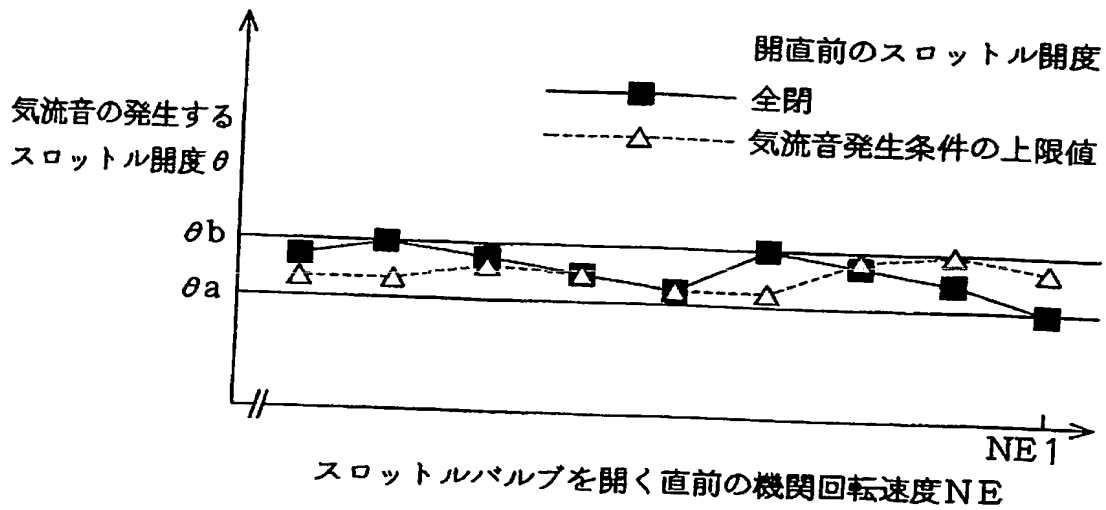 開直前のスロットル開度
全閉
気流音発生条件の上限値
気流音の発生する
スロットル開度θ
θb
θa
NE1
スロットルバルブを開く直前の機関回転速度NE